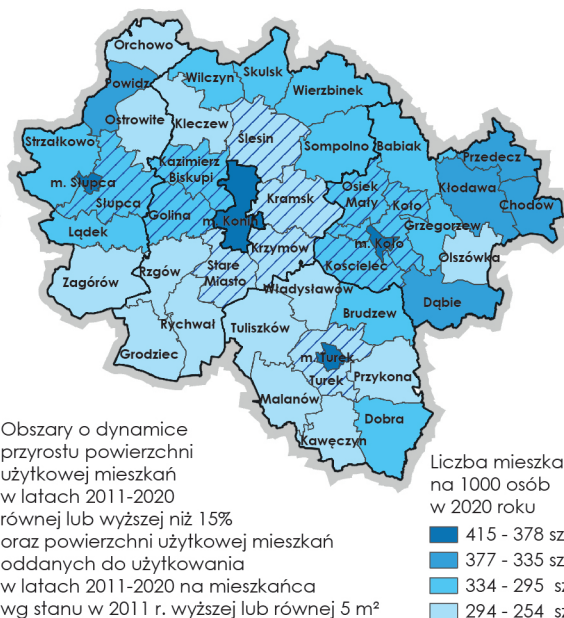 Orchowo
Powidz
Wilczyn
Skulsk
Wierzbinek
Ostrowite
Kleczew
Ślesin
Strzałkowo
Sompolno
Babiak
Przedecz
Kazimierz
Biskupi
m. Słupca
Słupca
Osiek
Mały
Koło
Kłodawa
Chodów
Kramsk
Golina
m. Konin
Grzegorzew
Lądek
m. Koło
Olszówka
Krzymów
Kościelec
Stare
Miasto
Zagórów
Rzgów
Władysławów
Dąbie
Brudzew
Rychwał
Tuliszków
Grodziec
m. Turek
Turek
Przykona
Malanów
Dobra
Kawęczyn
Obszary o dynamice
przyrostu powierzchni
użytkowej mieszkań
w latach 2011-2020
równej lub wyższej niż 15%
oraz powierzchni użytkowej mieszkań
oddanych do użytkowania
w latach 2011-2020 na mieszkańca
wg stanu w 2011 r. wyższej lub równej 5 m²
Liczba mieszka
na 1000 osób
w 2020 roku
415 - 378 sz
377 - 335 sz
334 - 295 sz
294 - 254 sz